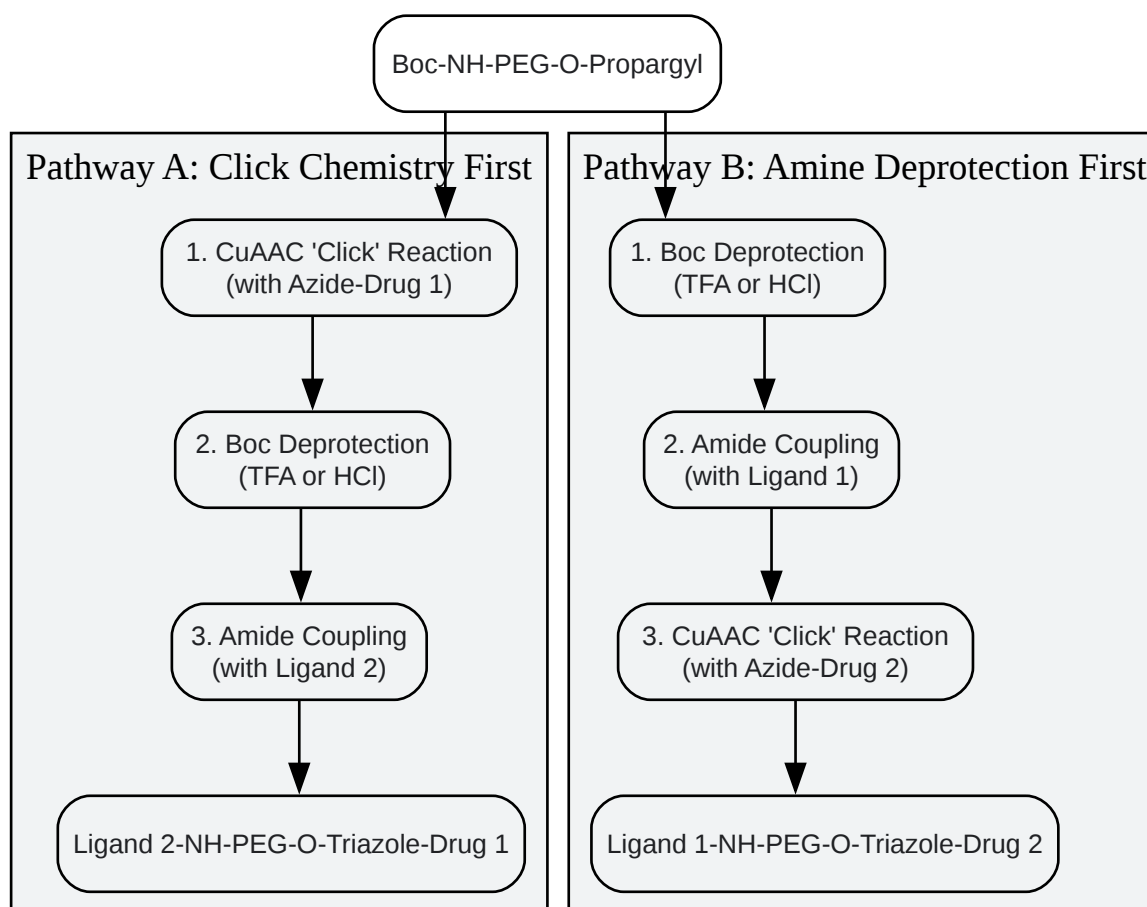 Boc-NH-PEG-O-Propargyl
Pathway A: Click Chemistry First
1. CuAAC 'Click' Reaction
(with Azide-Drug 1)
2. Boc Deprotection
(TFA or HCl)
3. Amide Coupling
(with Ligand 2)
Ligand 2-NH-PEG-O-Triazole-Drug 1
Pathway B: Amine Deprotection First
1. Boc Deprotection
(TFA or HCl)
2. Amide Coupling
(with Ligand 1)
3. CuAAC 'Click' Reaction
(with Azide-Drug 2)
Ligand 1-NH-PEG-O-Triazole-Drug 2